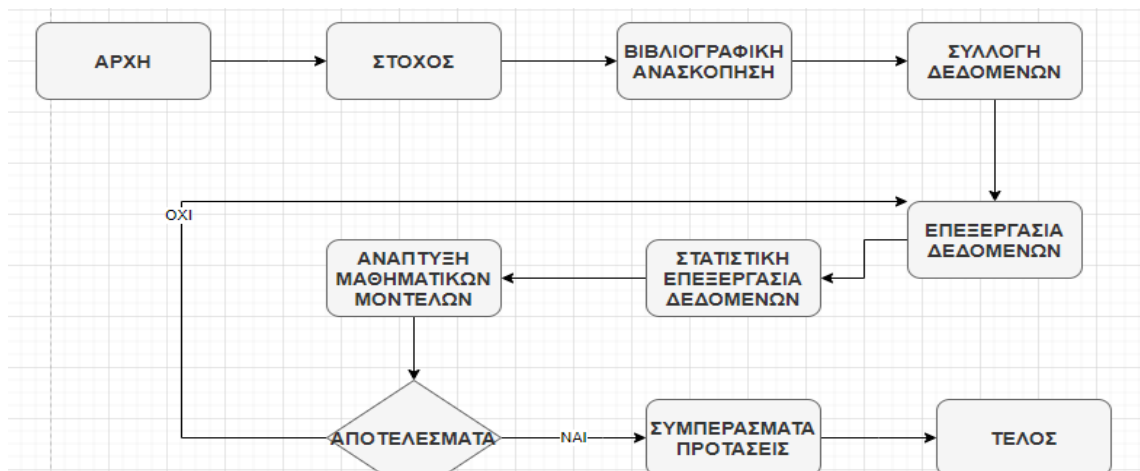 ΑΡΧΗ
ΣΤΟΧΟΣ
ΒΙΒΛΙΟΓΡΑΦΙΚΗ
ΑΝΑΣΚΟΠΗΣΗ
ΣΥΛΛΟΓΗ
ΔΕΔΟΜΕΝΩΝ
ΕΠΕΞΕΡΓΑΣΙΑ
ΔΕΔΟΜΕΝΩΝ
ΣΤΑΤΙΣΤΙΚΗ
ΕΠΕΞΕΡΓΑΣΙΑ
ΔΕΔΟΜΕΝΩΝ
ΑΝΑΠΤΥΞΗ
ΜΑΘΗΜΑΤΙΚΩΝ
ΜΟΝΤΕΛΩΝ
ΟΧΙ
ΑΠΟΤΕΛΕΣΜΑΤΑ
ΝΑΙ
ΣΥΜΠΕΡΑΣΜΑΤΑ
ΠΡΟΤΑΣΕΙΣ
ΤΕΛΟΣ